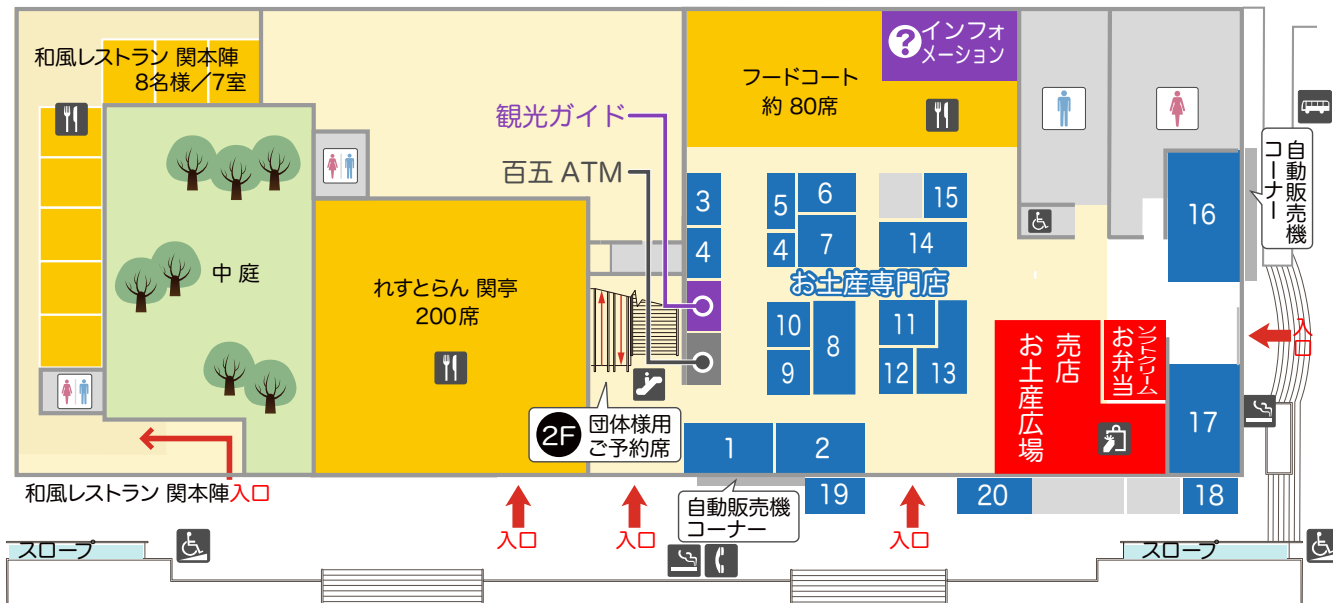 和風レストラン 関本陣
8名様／7室
中 庭
和風レストラン 関本陣入口
れすとらん 関亭
200席
観光ガイド
百五 ATM
2F
団体様用
ご予約席
フードコート
約 80席
?
インフォ
メーション
3
4
5
4
6
7
15
14
お土産専門店
10
9
8
11
12
13
1
2
19
20
18
16
17
売店
お土産広場
ソフトクリーム
お弁当
自動販売機
コーナー
自動販売機
コーナー
入口
入口
入口
入口
スロープ
スロープ